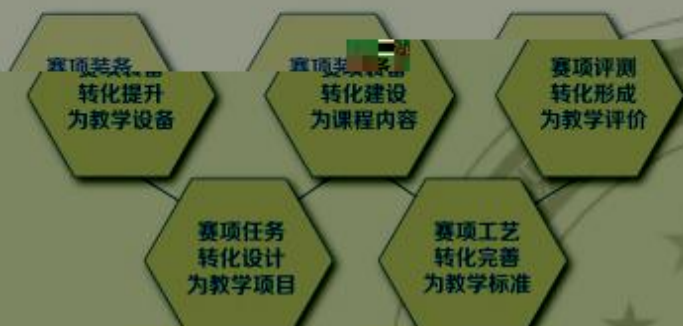 赛项装备
转化提升
为教学设备
赛项装备
转化建设
为课程内容
赛项评测
转化形成
为教学评价
赛项任务
转化设计
为教学项目
赛项工艺
转化完善
为教学标准